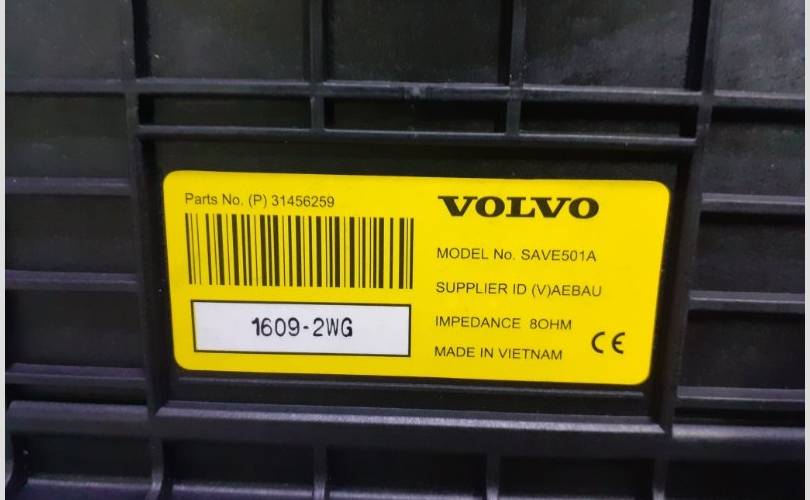 Parts No. (P) 31456259
1609-2WG
VOLVO
MODEL No. SAVE501A
SUPPLIER ID (V)AEBAU
IMPEDANCE 8OHM
MADE IN VIETNAM
CE